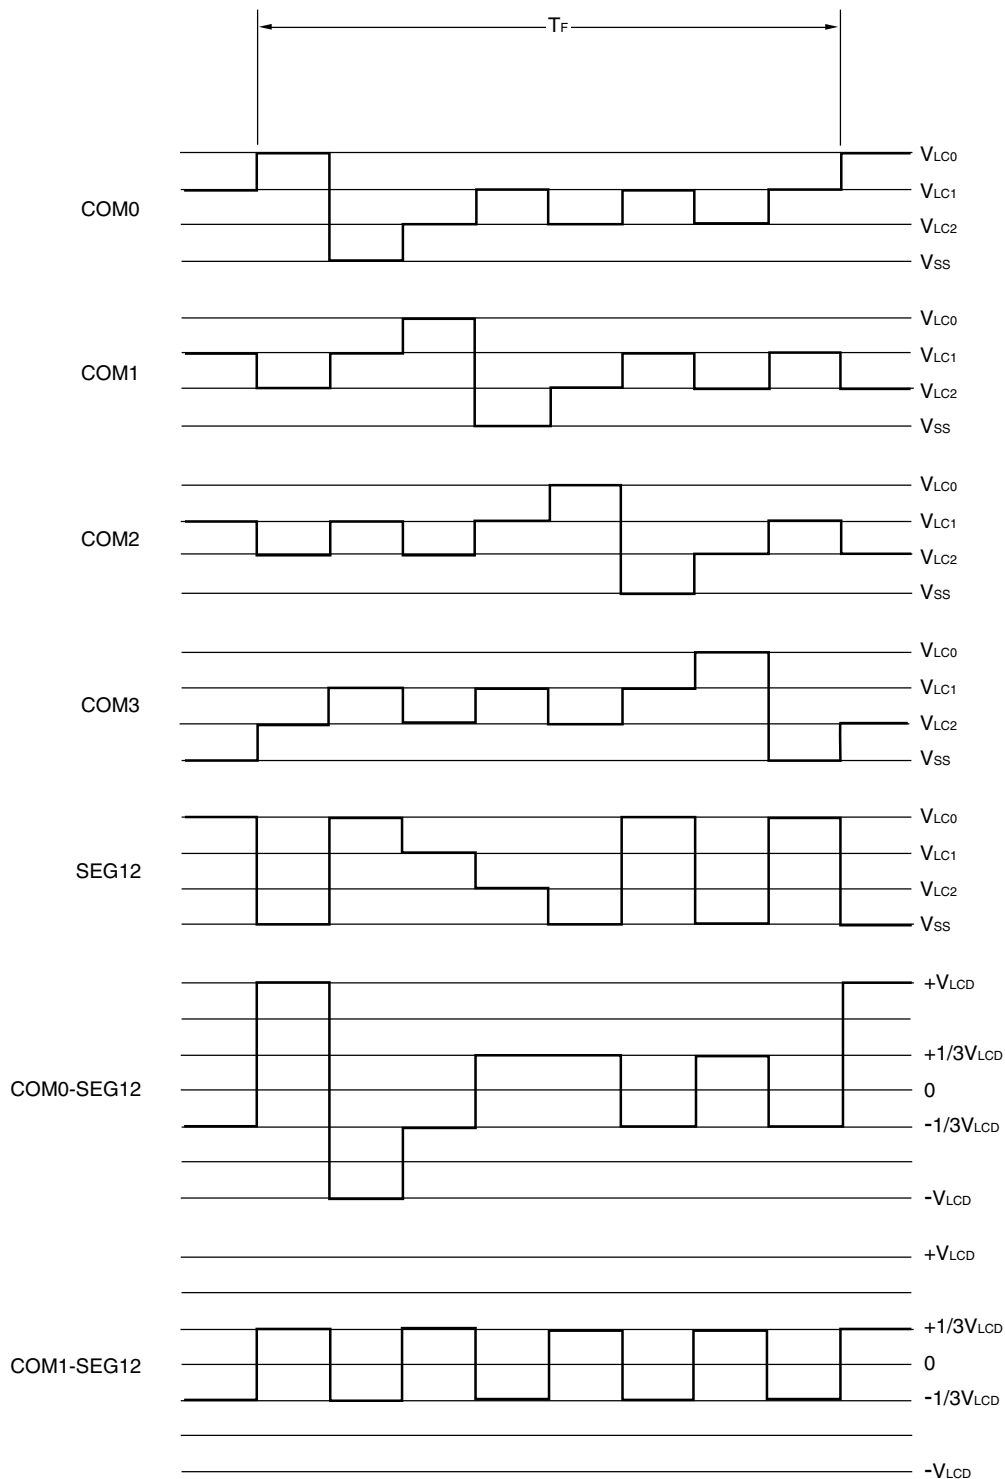 TF
VLC0
VLC1
COM0
VLC2
VSS
VLC0
VLC1
COM1
VLC2
VSS
VLC0
VLC1
COM2
VLC2
VSS
VLC0
VLC1
COM3
VLC2
VSS
VLC0
VLC1
SEG12
VLC2
VSS
+VLCD
+1/3VLCD
COM0-SEG12
0
-1/3VLCD
-VLCD
+VLCD
+1/3VLCD
COM1-SEG12
0
-1/3VLCD
-VLCD